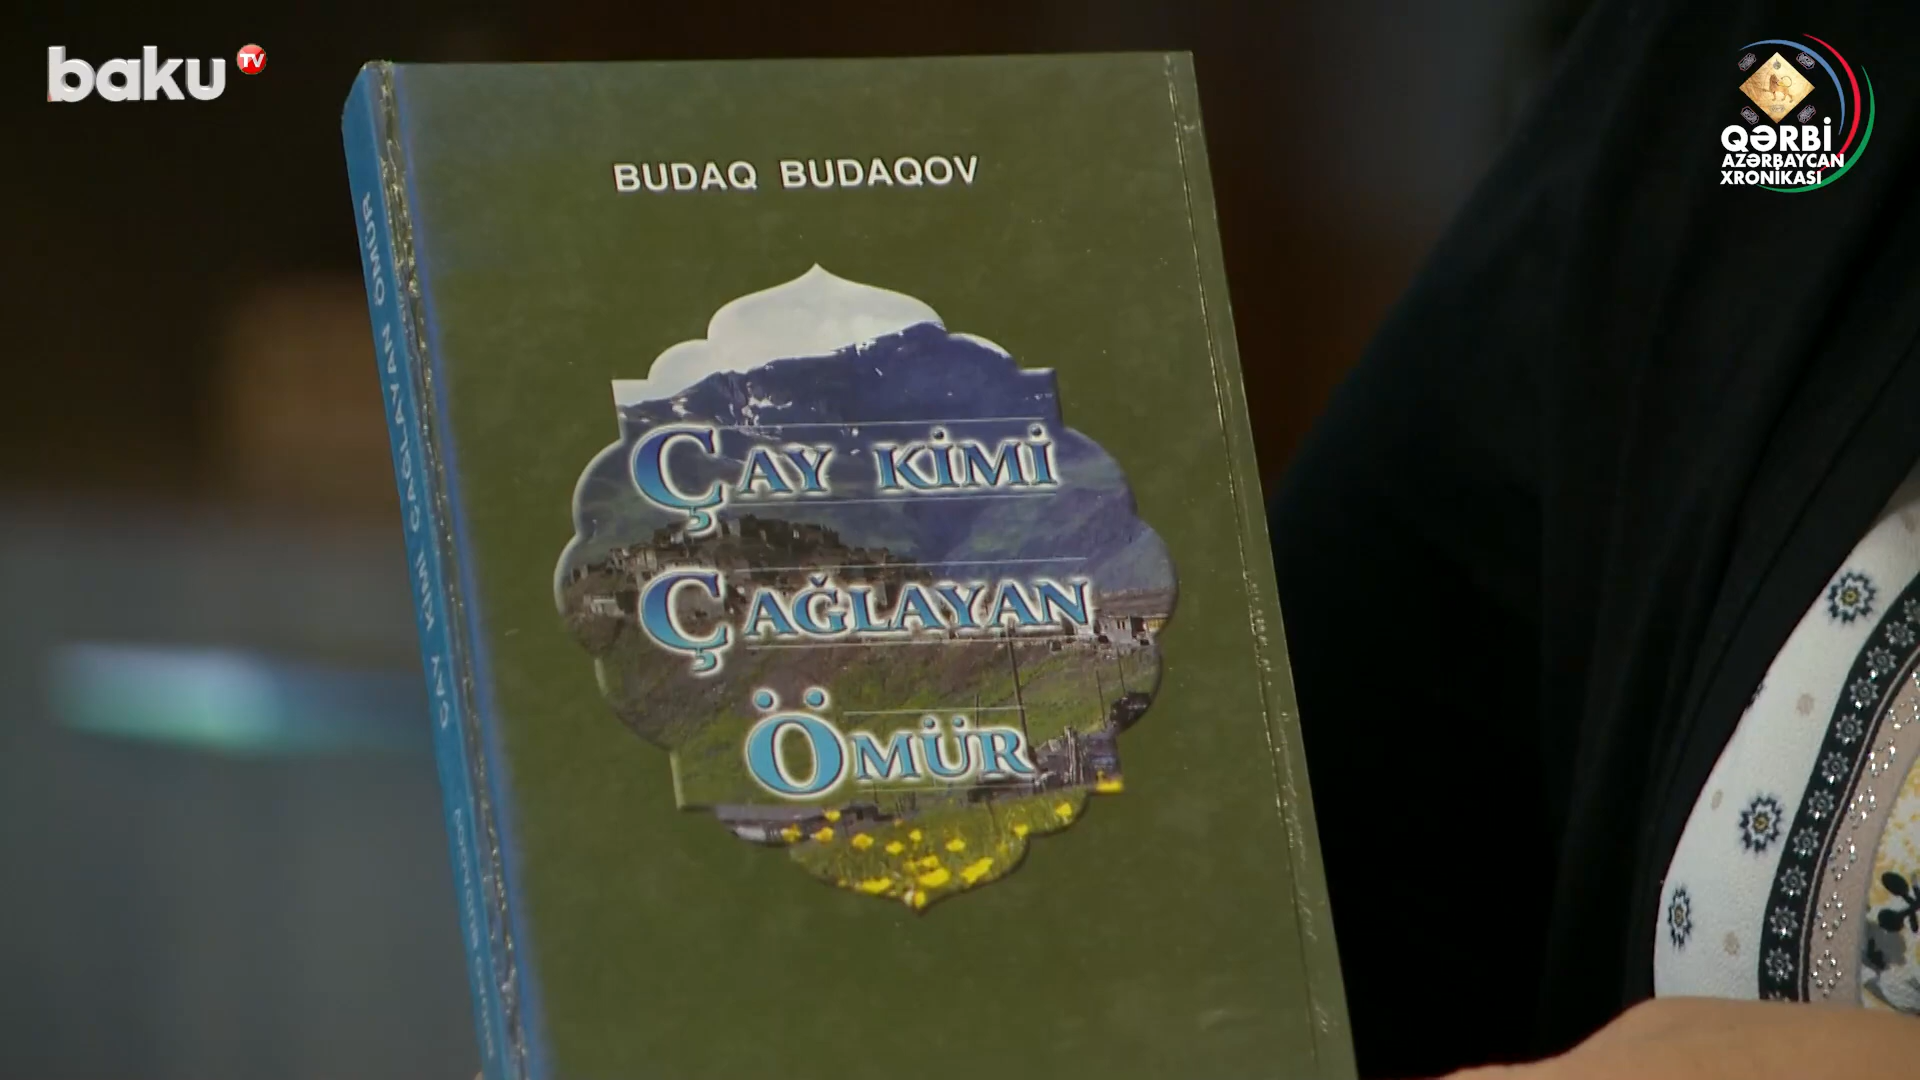 baku TV
QƏRBİ
AZƏRBAYCAN
XRONİKASI
BUDAQ BUDAQOV
ÇAY KİMİ
ÇAĞLAYAN
ÖMÜR
ÇAY KİMİ ÇAĞLAYAN ÖMÜR